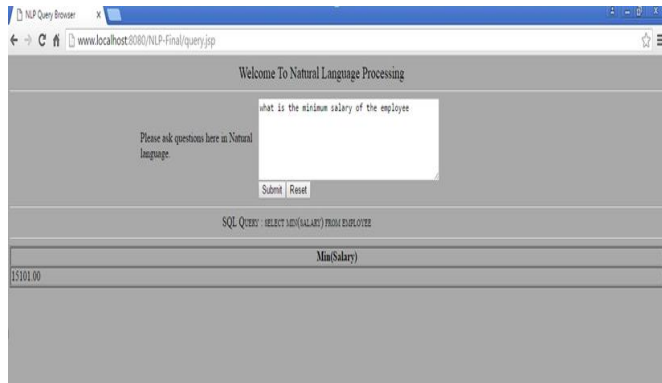 NLP Query Browser
www.localhost:8080/NLP-Final/query.jsp
Welcome To Natural Language Processing
what is the minimum salary of the employee
Please ask questions here in Natural
language.
Submit Reset
SQL QUERY : SELECT MIN(SALARY) FROM EMPLOYEE
Min(Salary)
15101.00